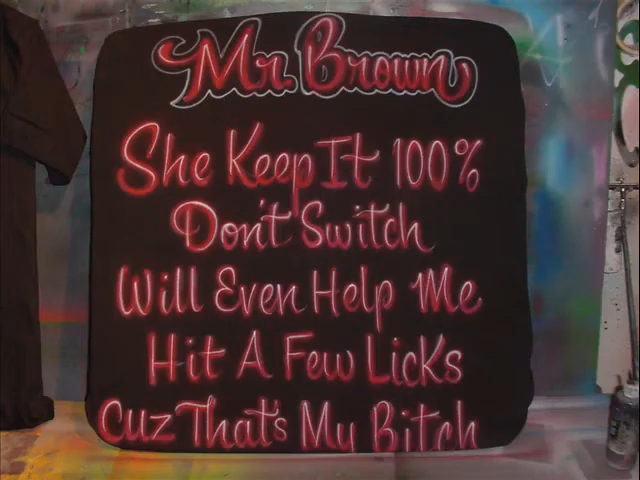 Mr. Brown
She Keep It 100%
Don't Switch
Will Even Help Me
Hit A Few Licks
Cuz That's My Bitch